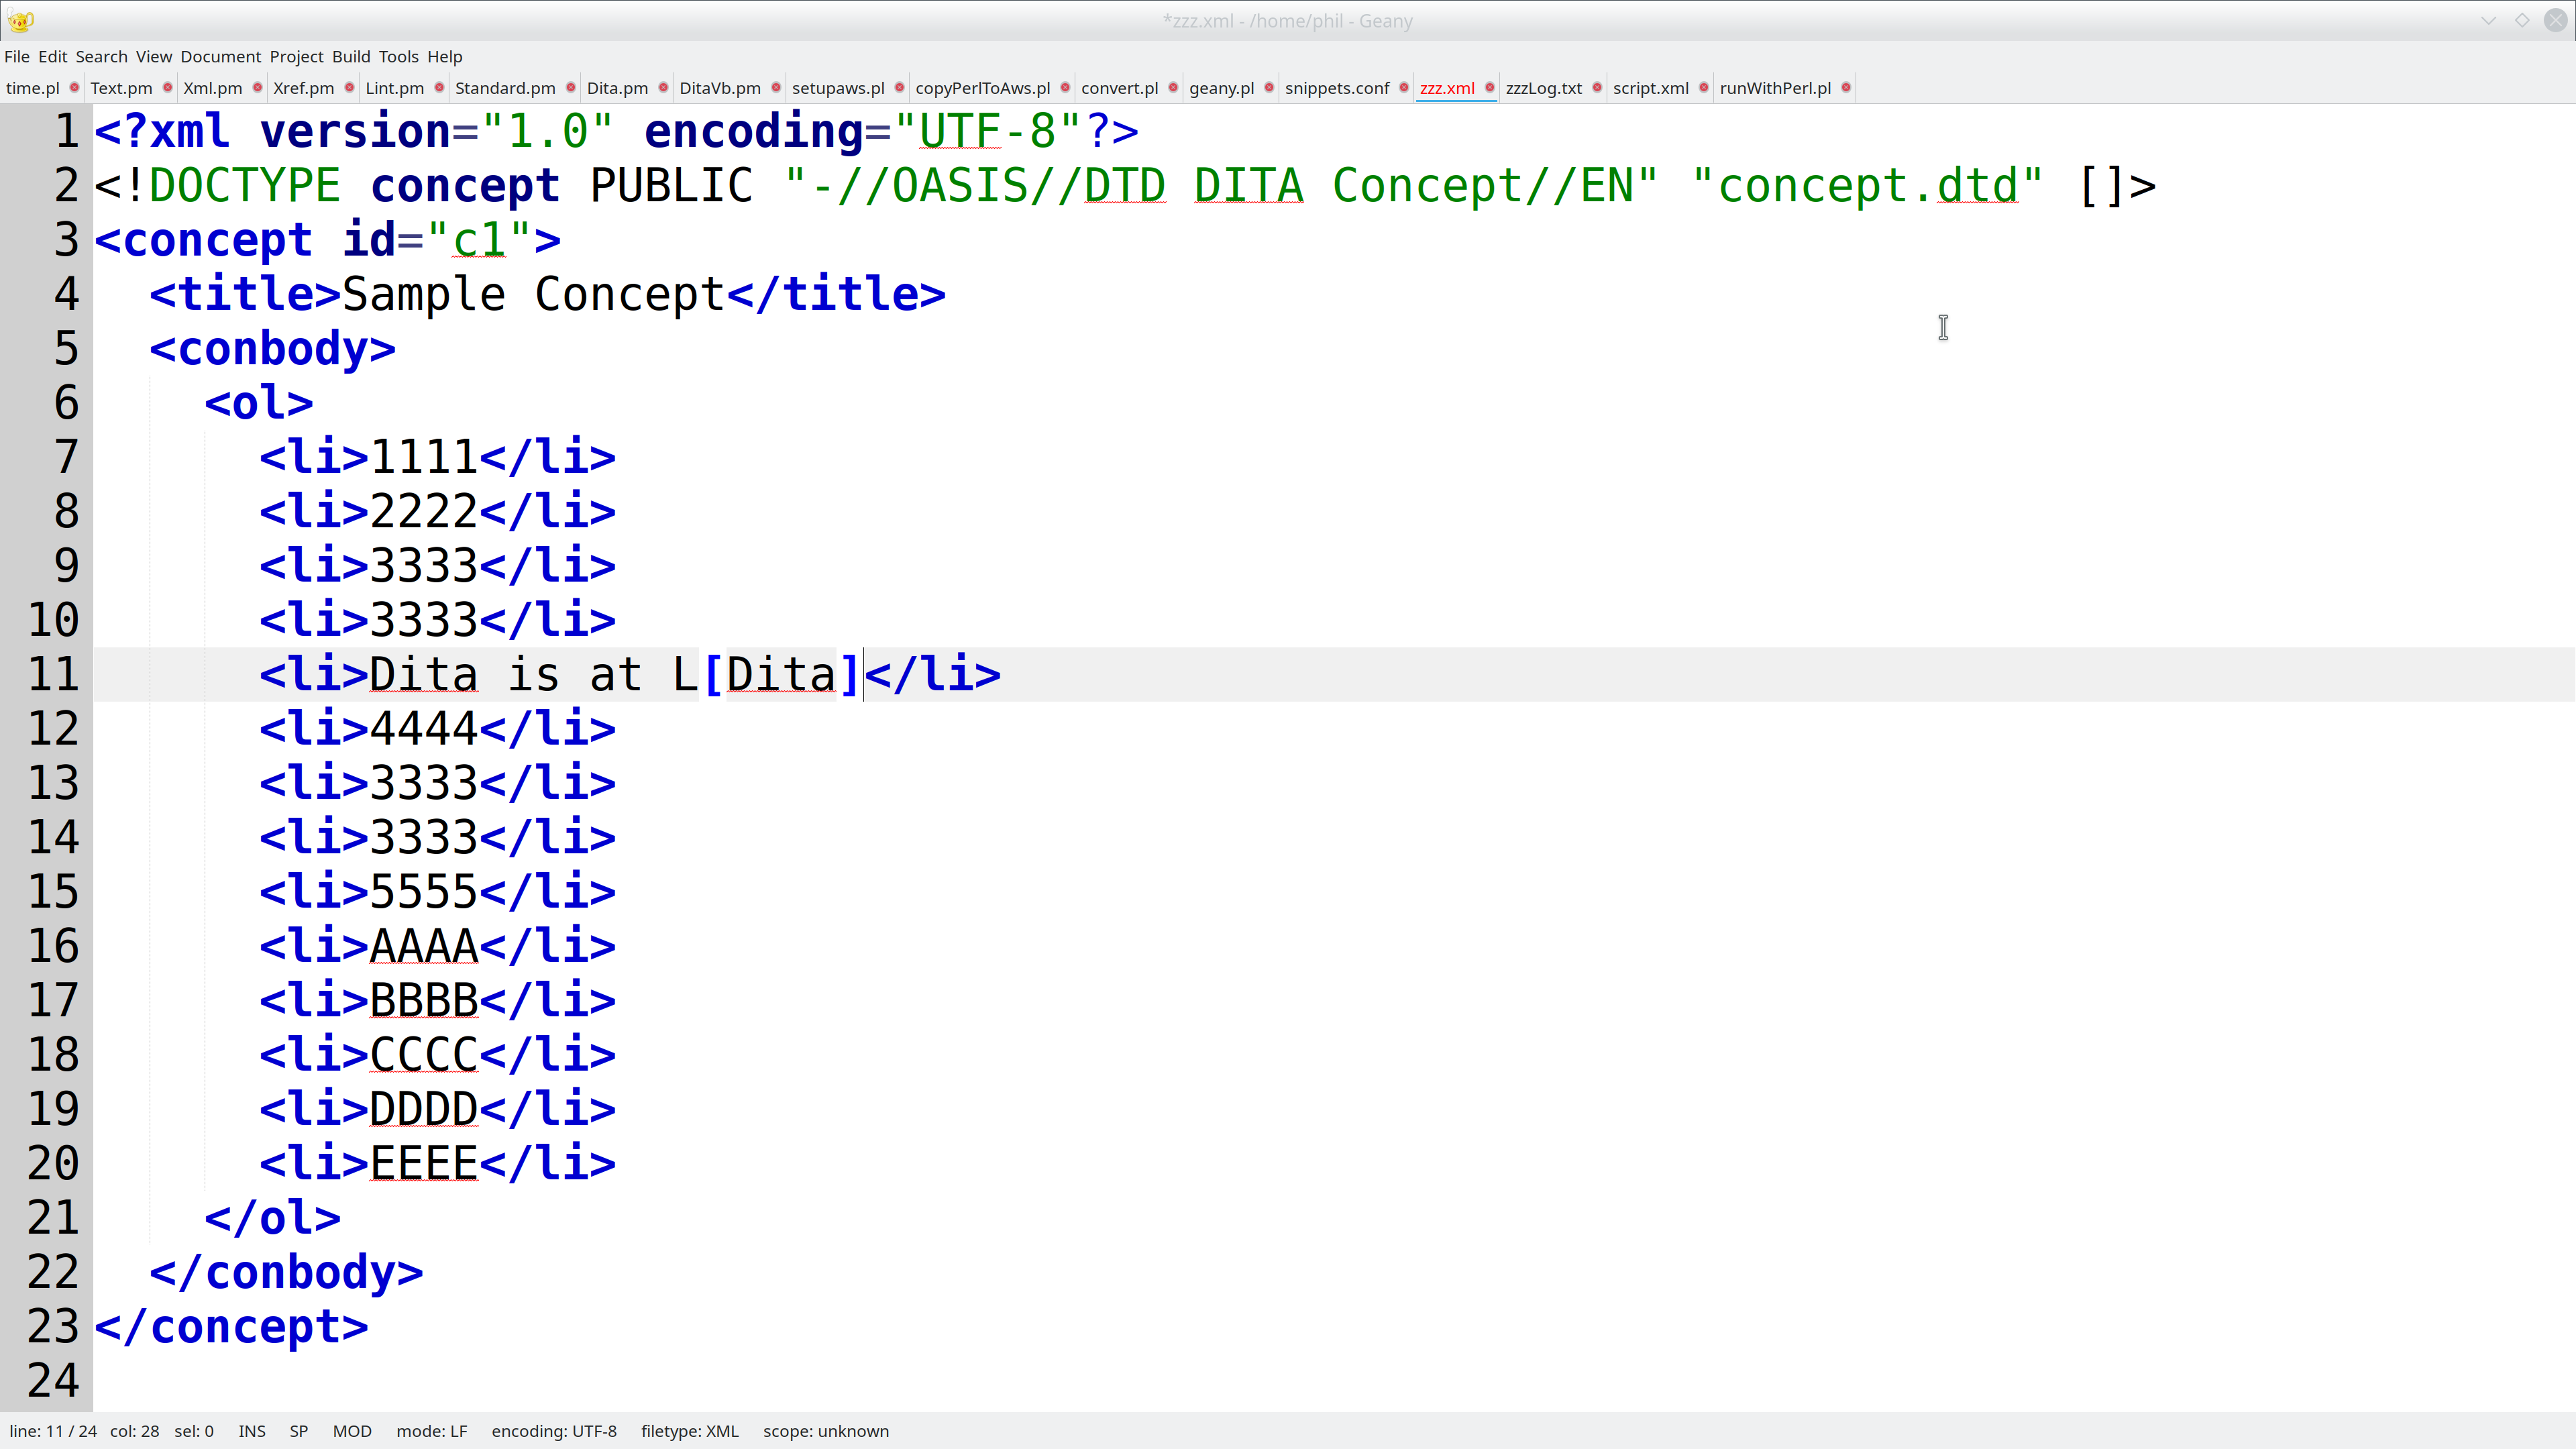 *zzz.xml - /home/phil - Geany
File Edit Search View Document Project Build Tools Help
time.pl Text.pm Xml.pm Xref.pm Lint.pm Standard.pm Dita.pm DitaVb.pm setupaws.pl copyPerlToAws.pl convert.pl geany.pl snippets.conf zzz.xml zzzLog.txt script.xml runWithPerl.pl
1 <?xml version="1.0" encoding="UTF-8"?>
2 <!DOCTYPE concept PUBLIC "-//OASIS//DTD DITA Concept//EN" "concept.dtd" []>
3 <concept id="c1">
4 <title>Sample Concept</title>
5 <conbody>
6 <ol>
7 <li>1111</li>
8 <li>2222</li>
9 <li>3333</li>
10 <li>3333</li>
11 <li>Dita is at L[Dita]</li>
12 <li>4444</li>
13 <li>3333</li>
14 <li>3333</li>
15 <li>5555</li>
16 <li>AAAA</li>
17 <li>BBBB</li>
18 <li>CCCC</li>
19 <li>DDDD</li>
20 <li>EEEE</li>
21 </ol>
22 </conbody>
23 </concept>
24
line: 11 / 24 col: 28 sel: 0 INS SP MOD mode: LF encoding: UTF-8 filetype: XML scope: unknown